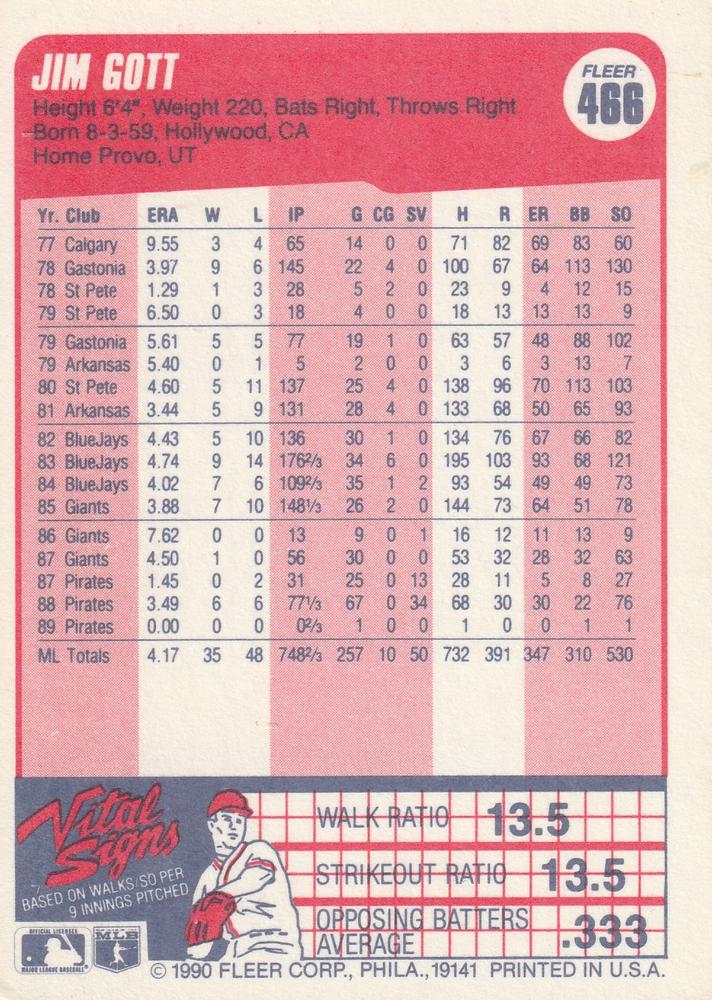 JIM GOTT
FLEER
466
Height 6'4", Weight 220, Bats Right, Throws Right
Born 8-3-59, Hollywood, CA
Home Provo, UT
Yr. Club ERA W L IP G CG SV H R ER BB SO
77 Calgary 9.55 3 4 65 14 0 0 71 82 69 83 60
78 Gastonia 3.97 9 6 145 22 4 0 100 67 64 113 130
78 St Pete 1.29 1 3 28 5 2 0 23 9 4 12 15
79 St Pete 6.50 0 3 18 4 0 0 18 13 13 13 9
79 Gastonia 5.61 5 5 77 19 1 0 63 57 48 88 102
79 Arkansas 5.40 0 1 5 2 0 0 3 6 3 13 7
80 St Pete 4.60 5 11 137 25 4 0 138 96 70 113 103
81 Arkansas 3.44 5 9 131 28 4 0 133 68 50 65 93
82 BlueJays 4.43 5 10 136 30 1 0 134 76 67 66 82
83 BlueJays 4.74 9 14 176⅔ 34 6 0 195 103 93 68 121
84 BlueJays 4.02 7 6 109⅔ 35 1 2 93 54 49 49 73
85 Giants 3.88 7 10 148⅓ 26 2 0 144 73 64 51 78
86 Giants 7.62 0 0 13 9 0 1 16 12 11 13 9
87 Giants 4.50 1 0 56 30 0 0 53 32 28 32 63
87 Pirates 1.45 0 2 31 25 0 13 28 11 5 8 27
88 Pirates 3.49 6 6 77⅓ 67 0 34 68 30 30 22 76
89 Pirates 0.00 0 0 0⅔ 1 0 0 1 0 0 1 1
ML Totals 4.17 35 48 748⅔ 257 10 50 732 391 347 310 530
Vital
Signs
BASED ON WALKS/SO PER
9 INNINGS PITCHED
WALK RATIO 13.5
STRIKEOUT RATIO 13.5
OPPOSING BATTERS
AVERAGE .333
OFFICIAL LICENSEE
MAJOR LEAGUE BASEBALL
MLB
© 1990 FLEER CORP., PHILA., 19141 PRINTED IN U.S.A.